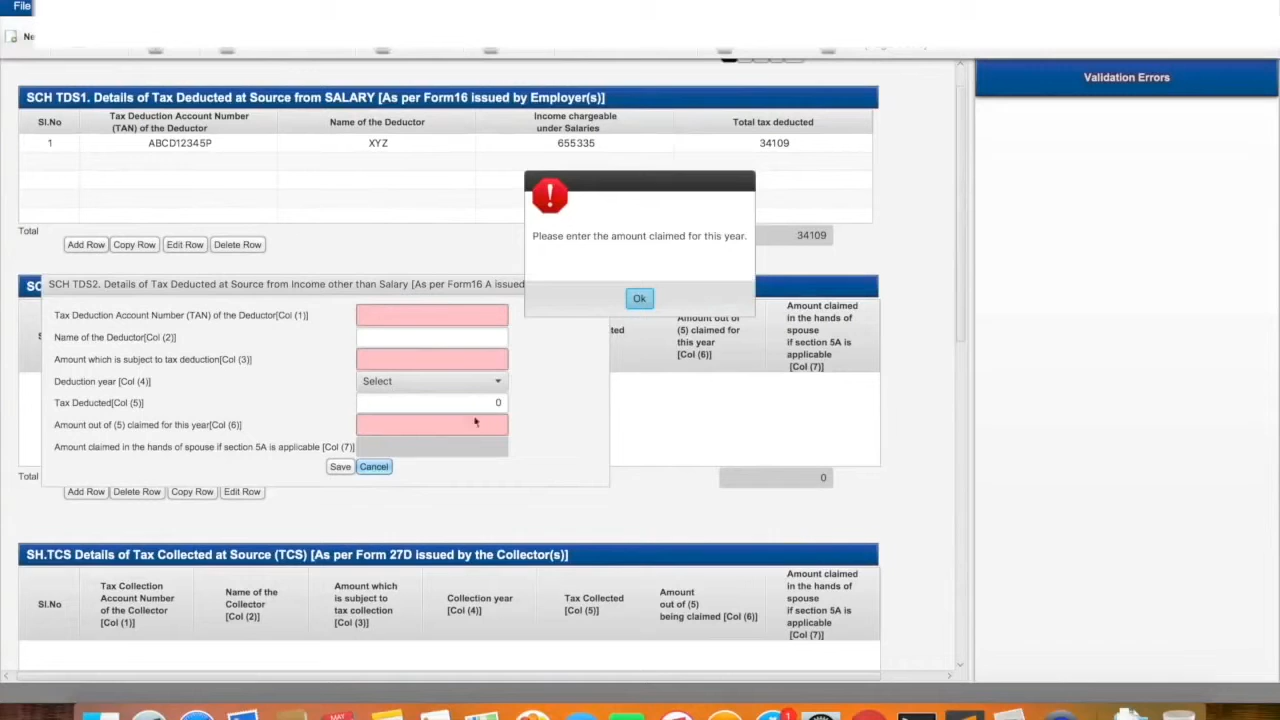 File
Ne
SCH TDS1. Details of Tax Deducted at Source from SALARY [As per Form16 issued by Employer(s)]
Sl.No
Tax Deduction Account Number
(TAN) of the Deductor
Name of the Deductor
Income chargeable
under Salaries
Total tax deducted
1
ABCD12345P
XYZ
655335
34109
Total
34109
Add Row
Copy Row
Edit Row
Delete Row
Validation Errors
!
Please enter the amount claimed for this year.
Ok
SC
SCH TDS2. Details of Tax Deducted at Source from Income other than Salary [As per Form16 A issued
Tax Deduction Account Number (TAN) of the Deductor[Col (1)]
Name of the Deductor[Col (2)]
Amount which is subject to tax deduction[Col (3)]
Deduction year [Col (4)]
Select
Tax Deducted[Col (5)]
0
Amount out of (5) claimed for this year[Col (6)]
Amount claimed in the hands of spouse if section 5A is applicable [Col (7)]
Save
Cancel
ted
Amount out of
(5) claimed for
this year
[Col (6)]
Amount claimed
in the hands of
spouse
if section 5A is
applicable
[Col (7)]
Total
0
Add Row
Delete Row
Copy Row
Edit Row
SH.TCS Details of Tax Collected at Source (TCS) [As per Form 27D issued by the Collector(s)]
Sl.No
Tax Collection
Account Number
of the Collector
[Col (1)]
Name of the
Collector
[Col (2)]
Amount which
is subject to
tax collection
[Col (3)]
Collection year
[Col (4)]
Tax Collected
[Col (5)]
Amount
out of (5)
being claimed [Col (6)]
Amount claimed
in the hands of
spouse
if section 5A is
applicable
[Col (7)]
MAY
1